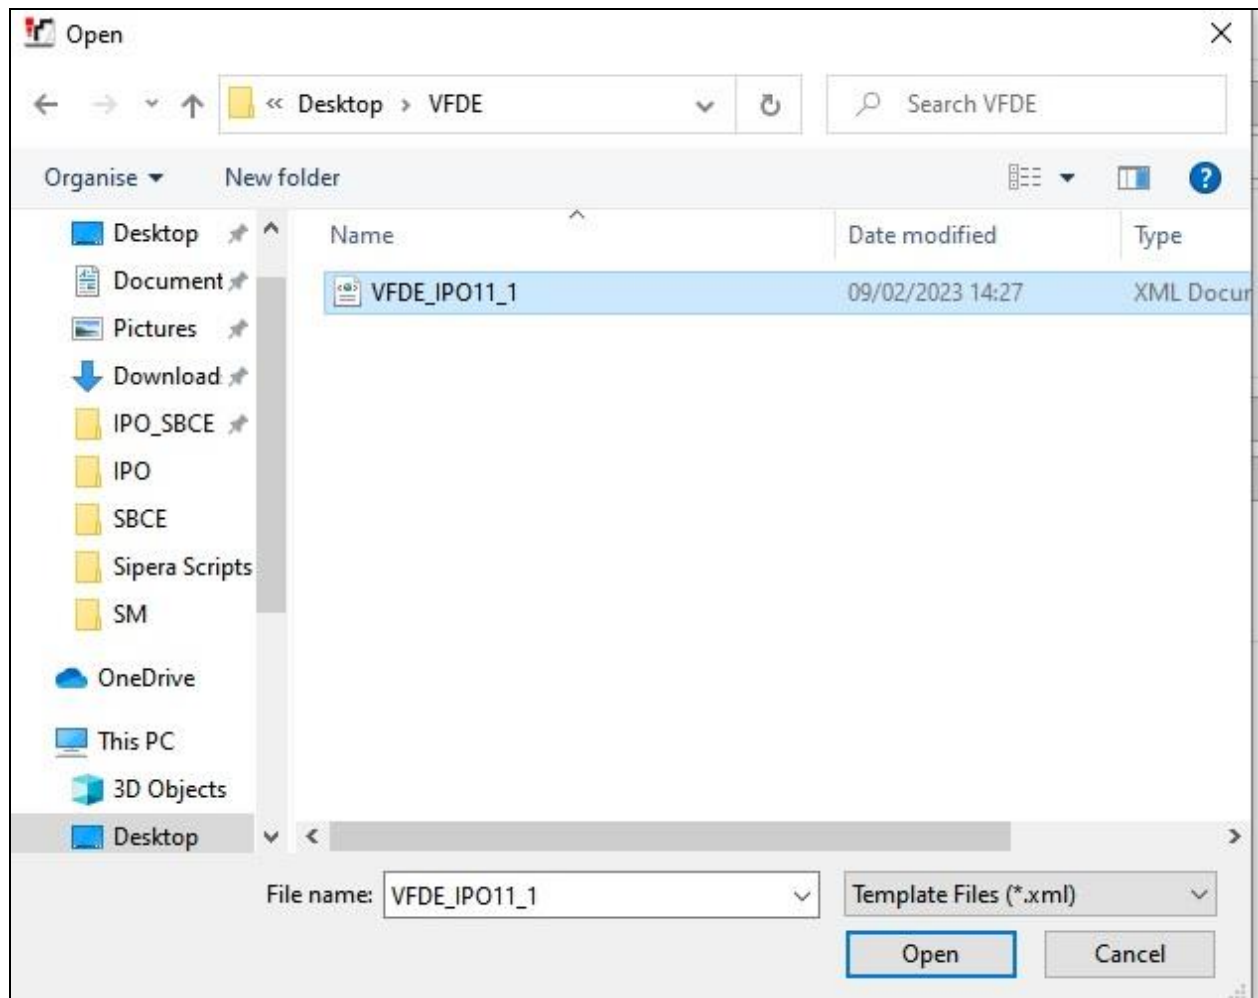 Open
« Desktop > VFDE
Search VFDE
Organise
New folder
Name
Date modified
Type
VFDE_IPO11_1
09/02/2023 14:27
XML Docur
Desktop
Document
Pictures
Download
IPO_SBCE
IPO
SBCE
Sipera Scripts
SM
OneDrive
This PC
3D Objects
Desktop
File name: VFDE_IPO11_1
Template Files (*.xml)
Open
Cancel